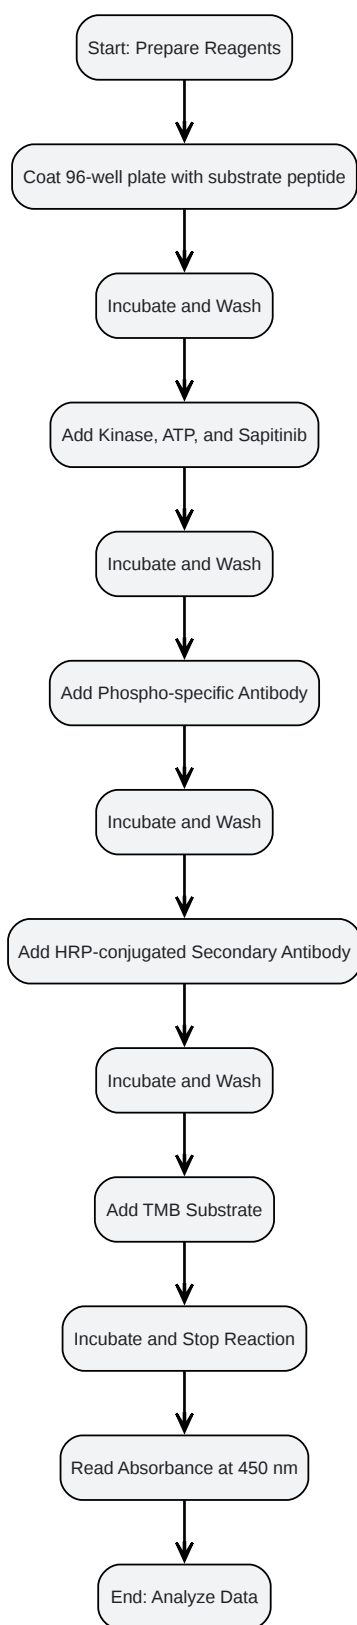 Start: Prepare Reagents
Coat 96-well plate with substrate peptide
Incubate and Wash
Add Kinase, ATP, and Sapitinib
Incubate and Wash
Add Phospho-specific Antibody
Incubate and Wash
Add HRP-conjugated Secondary Antibody
Incubate and Wash
Add TMB Substrate
Incubate and Stop Reaction
Read Absorbance at 450 nm
End: Analyze Data